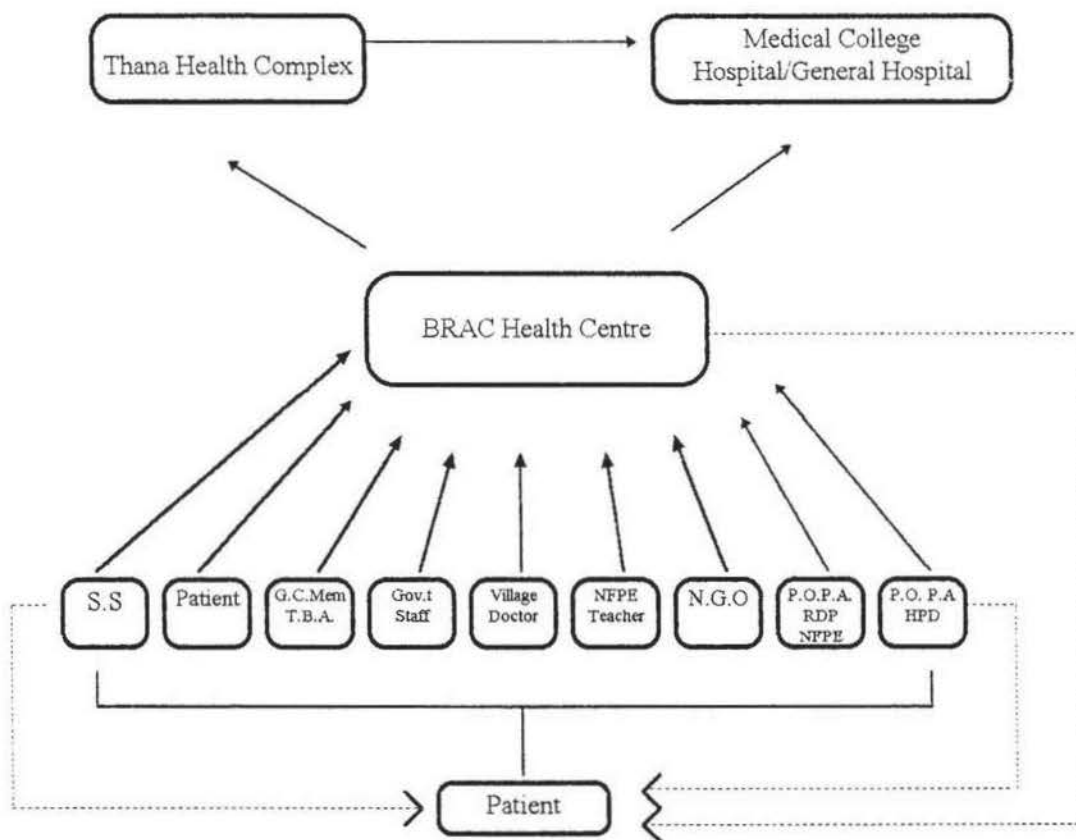 Thana Health Complex
Medical College
Hospital/General Hospital
BRAC Health Centre
S.S
Patient
G.C.Mem
T.B.A.
Gov.t
Staff
Village
Doctor
NFPE
Teacher
N.G.O
P.O.P.A.
RDP
NFPE
P.O. P.A
HPD
Patient